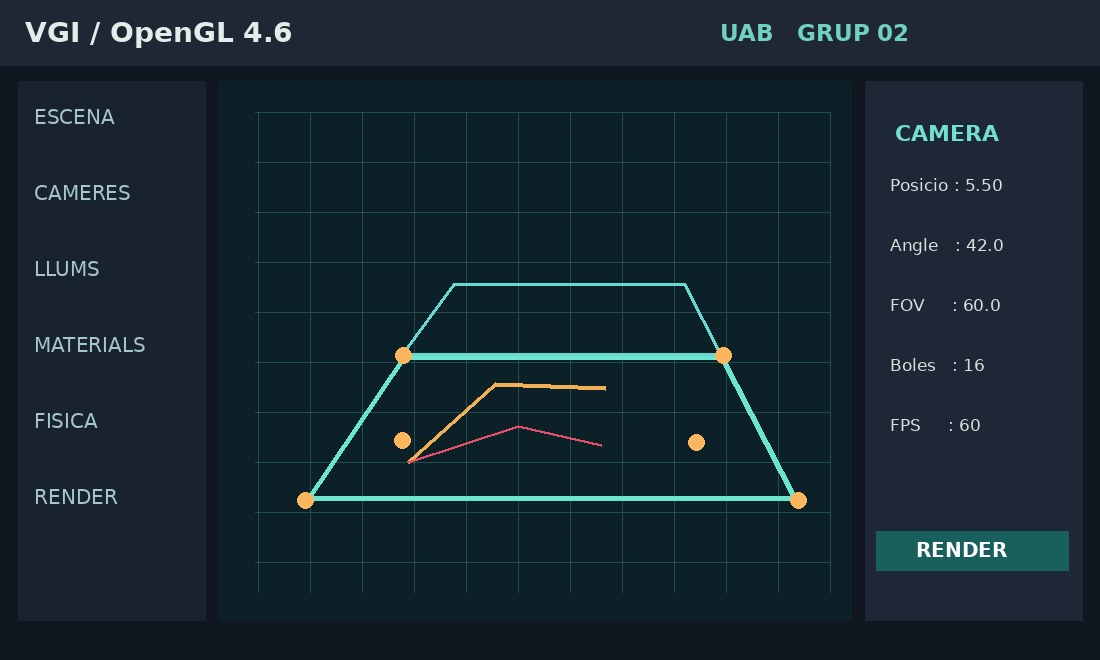 VGI / OpenGL 4.6
UAB GRUP 02
ESCENA
CAMERES
LLUMS
MATERIALS
FISICA
RENDER
CAMERA
Posicio : 5.50
Angle : 42.0
FOV : 60.0
Boles : 16
FPS : 60
RENDER